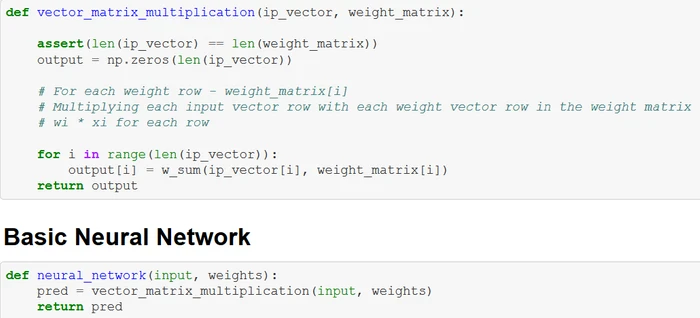 def vector_matrix_multiplication(ip_vector, weight_matrix):
assert(len(ip_vector) == len(weight_matrix))
output = np.zeros(len(ip_vector))
# For each weight row - weight_matrix[i]
# Multiplying each input vector row with each weight vector row in the weight matrix
# wi * xi for each row
for i in range(len(ip_vector)):
output[i] = w_sum(ip_vector[i], weight_matrix[i])
return output
Basic Neural Network
def neural_network(input, weights):
pred = vector_matrix_multiplication(input, weights)
return pred